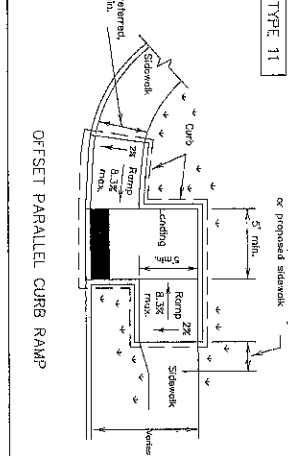 TYPE 11
or proposed sidewalk
5' min.
Sidewalk
Curb
2%
Ramp
8.3%
max.
Landing
5' min.
Ramp
8.3%
max.
2%
Sidewalk
Varies
OFFSET PARALLEL CURB RAMP